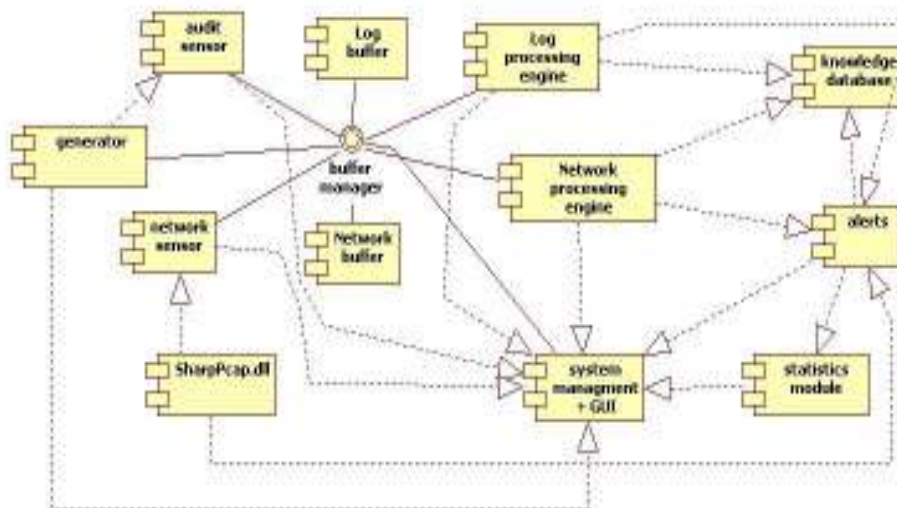 audit
sensor
Log
buffer
Log
processing
engine
knowledge
database
generator
buffer
manager
Network
processing
engine
network
sensor
Network
buffer
alerts
SharpPcap.dll
system
managment
+ GUI
statistics
module